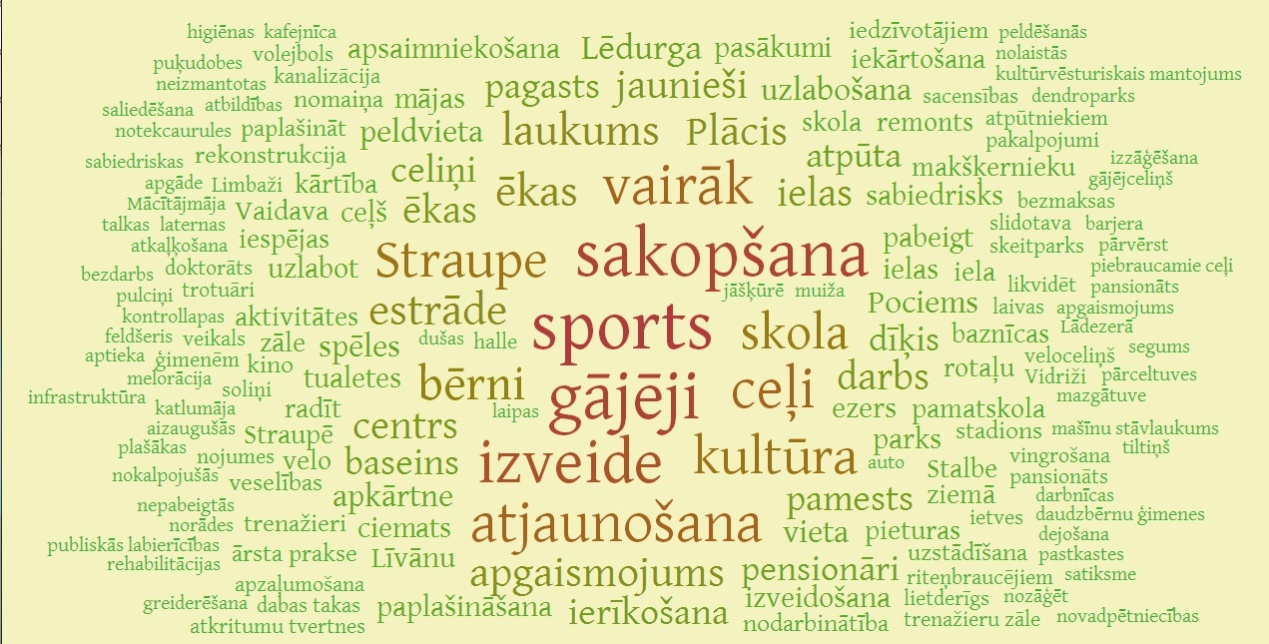 higiēnas kafejnīca
iedzīvotājiem peldēšanās
puķudobes volejbols apsaimniekošana Lēdurga pasākumi iekārtošana nolaistās
neizmantotas kanalizācija pagasts jaunieši uzlabošana kultūrvēsturiskais mantojums
saliedēšana atbildības nomaiņa mājas sacensības dendroparks
notekcaurules paplašināt peldvieta laukums Plācis skola remonts atpūtniekiem
pakalpojumi
sabiedriskas rekonstrukcija celiņi atpūta makšķernieku izzāģēšana
apgāde Limbaži kārtība ēkas vairāk ielas sabiedrisks gājējceliņš
Mācītājmāja Vaidava ceļš ēkas bezmaksas
talkas laternas slidotava barjera
atkaļķošana iespējas Straupe sakopšana pabeigt skeitparks pārvērst
bezdarbs doktorāts uzlabot ielas iela piebraucamie ceļi
pulciņi trotuāri jāšķūrē muiža likvidēt pansionāts
kontrollapas aktivitātes estrāde Pociems laivas apgaismojums
feldšeris veikals zāle spēles dušas halle sports skola dīķis baznīcas Lādezerā
aptieka ģimenēm kino veloceliņš segums
melorācija soliņi tualetes bērni gājēji ceļi darbs rotaļu Vidriži pārceltuves
infrastruktūra mazgātuve
katlumāja radīt laipas ezers pamatskola
aizaugušās Straupē centrs parks stadions mašīnu stāvlaukums
plašākas nojumes velo baseins izveide kultūra auto Stalbe vingrošana tiltiņš
nokalpojušās veselības pansionāts
nepabeigtās apkārtne pamests ziemā darbnīcas
norādes trenažieri ciemats atjaunošana vieta pieturas ietves daudzbērnu ģimenes
dejošana
publiskās labierīcības ārsta prakse Līvānu uzstādīšana pastkastes
rehabilitācijas apgaismojums pensionāri riteņbraucējiem satiksme
apzaļumošana
greiderēšana dabas takas paplašināšana ierīkošana izveidošana lietderīgs nozāģēt
atkritumu tvertnes nodarbinātība trenažieru zāle novadpētniecības